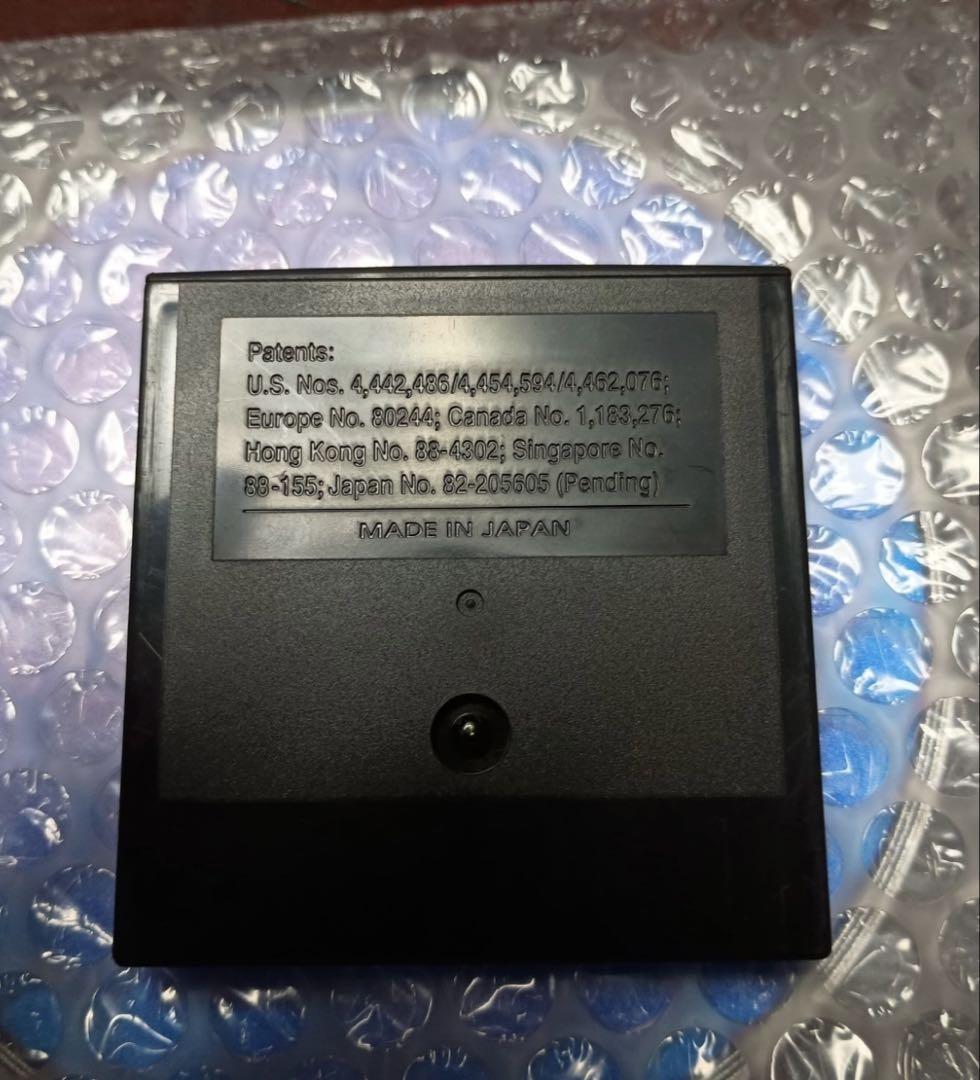 Patents:
U.S. Nos. 4,442,486/4,454,594/4,462,076;
Europe No. 80244; Canada No. 1,183,276;
Hong Kong No. 88-4302; Singapore No.
88-155; Japan No. 82-205605 (Pending)
MADE IN JAPAN